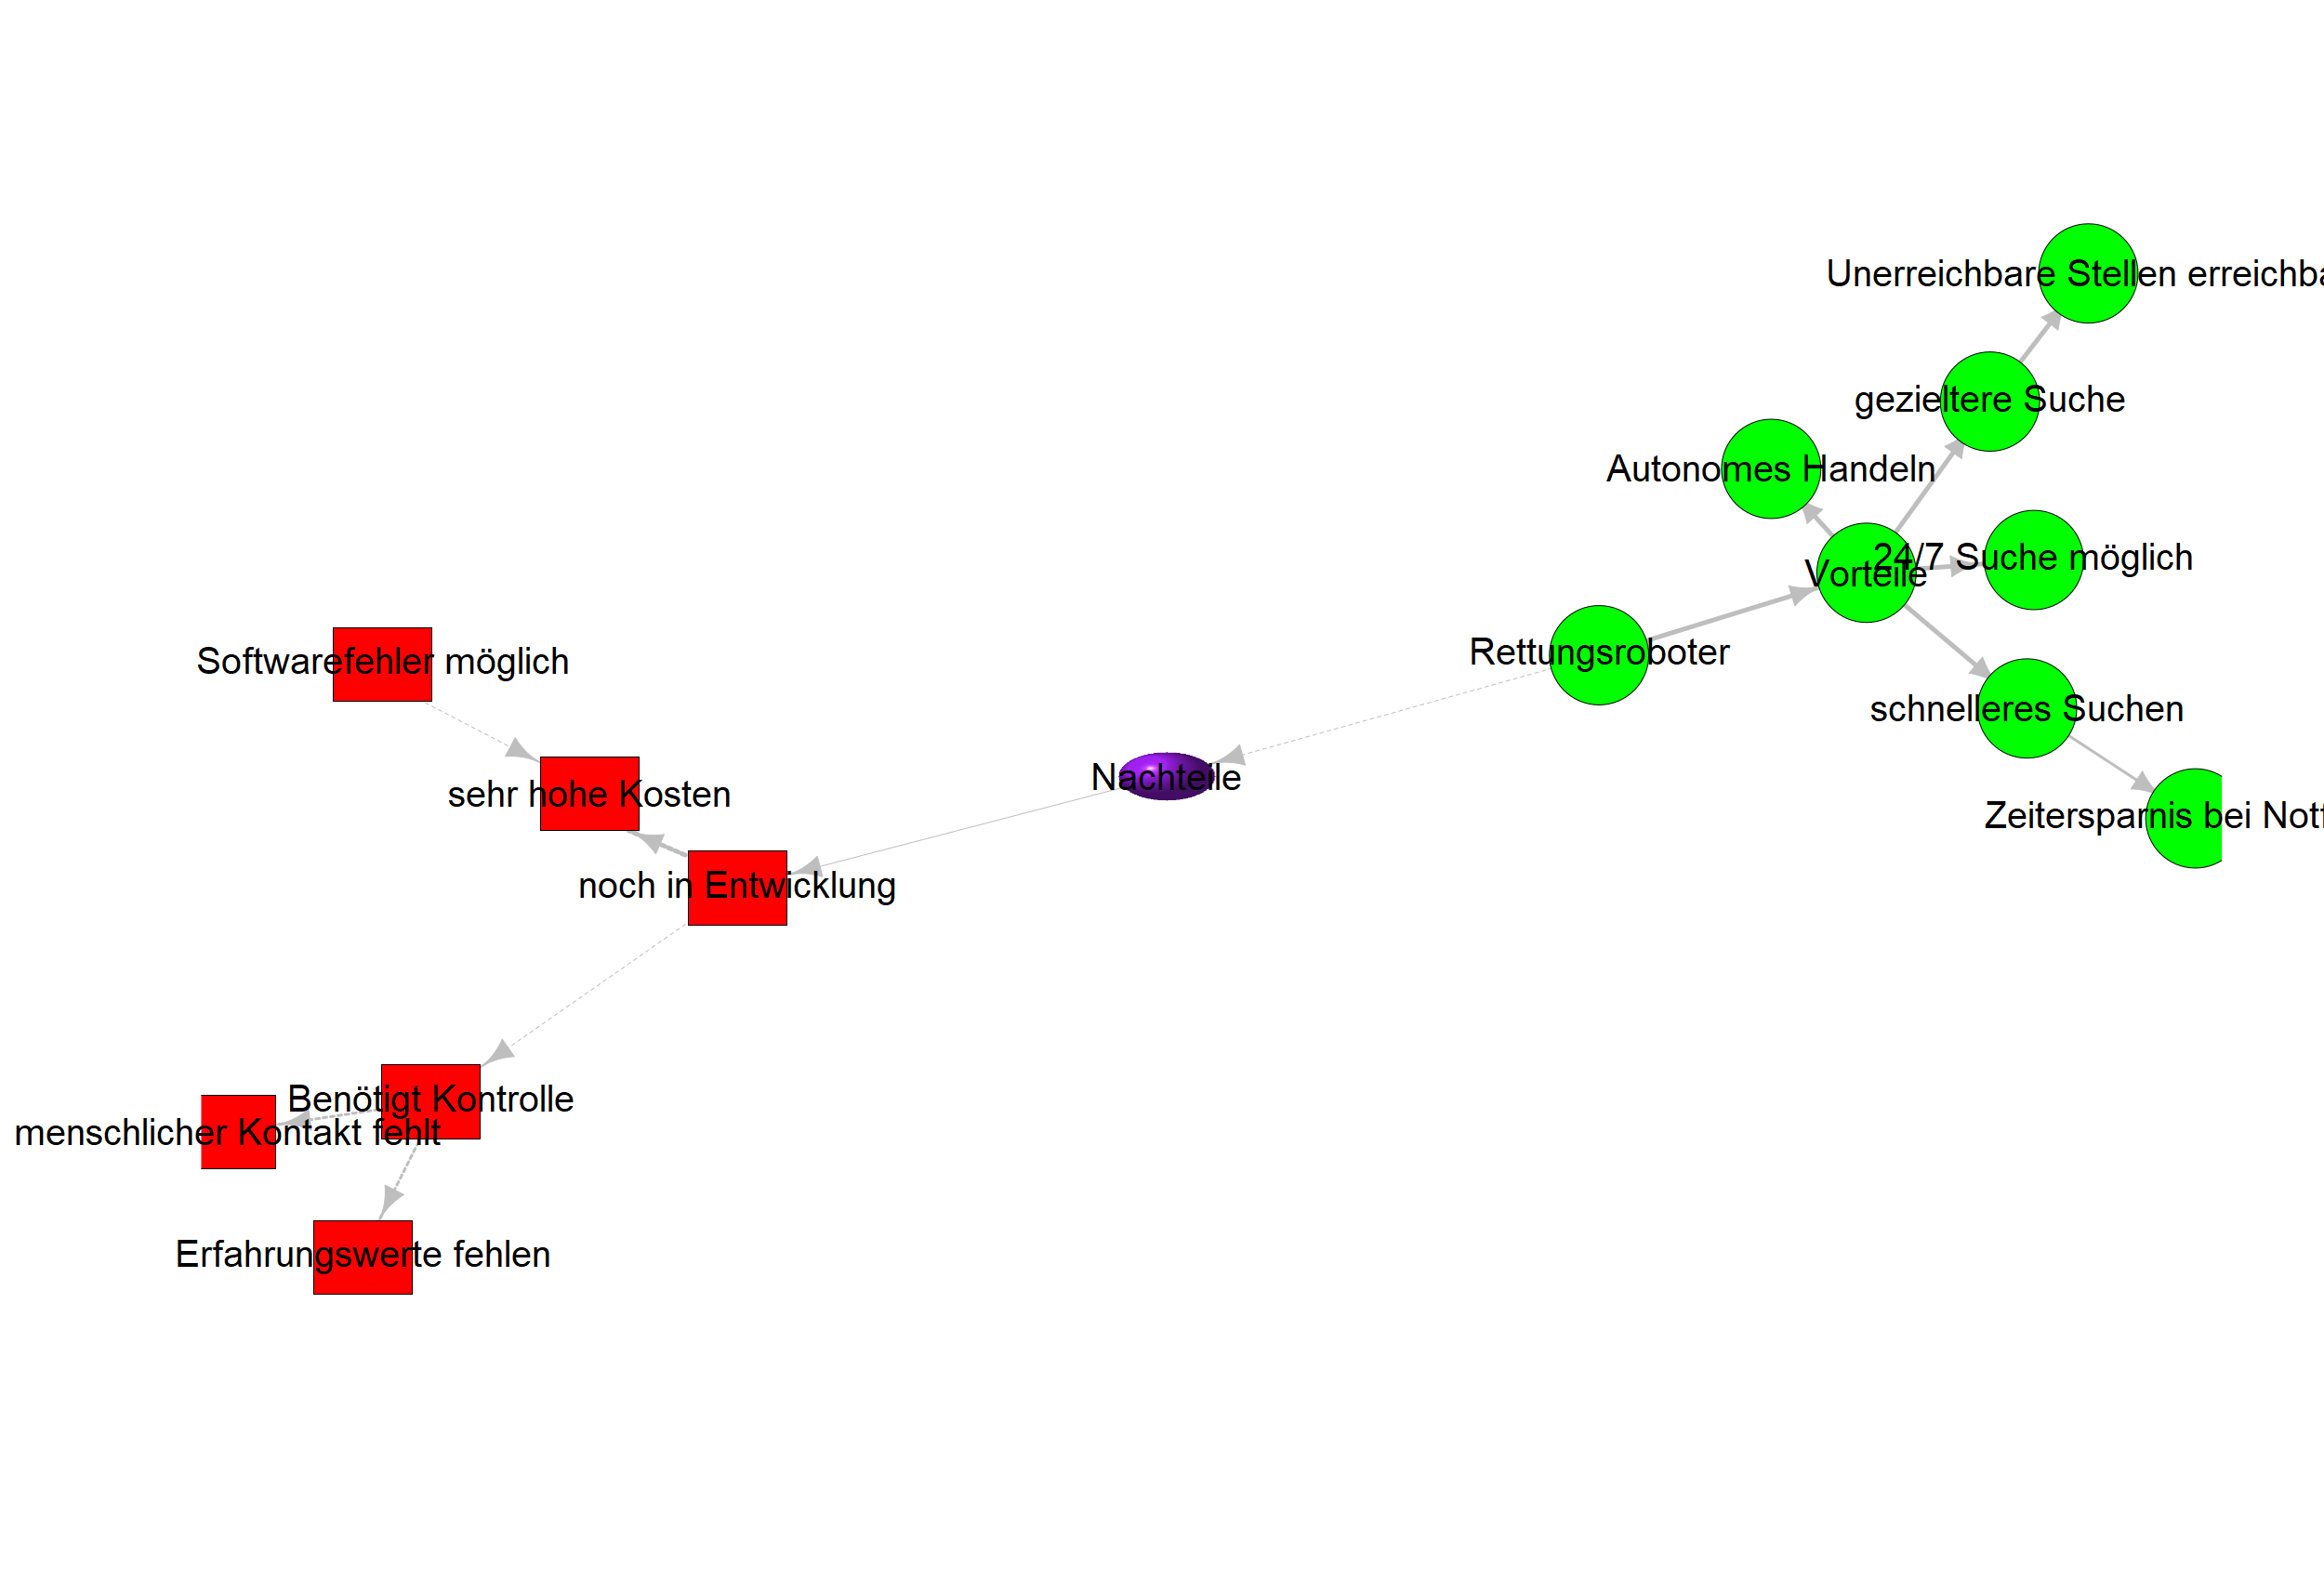 Unerreichbare Stellen erreichba
gezieltere Suche
Autonomes Handeln
24/7 Suche möglich
Vorteile
Rettungsroboter
Softwarefehler möglich
schnelleres Suchen
Nachteile
sehr hohe Kosten
Zeitersparnis bei Notf
noch in Entwicklung
Benötigt Kontrolle
menschlicher Kontakt fehlt
Erfahrungswerte fehlen